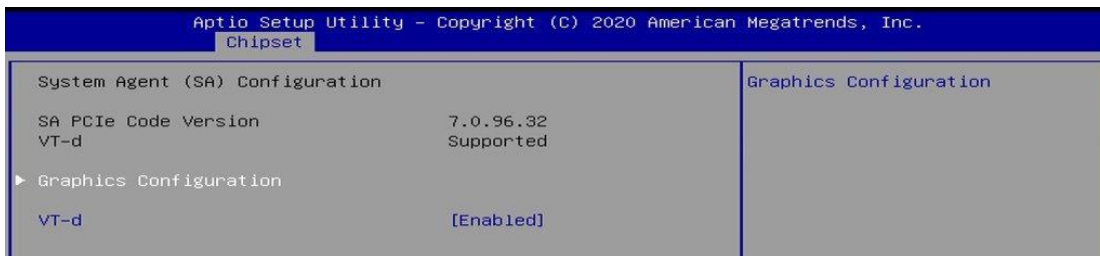 Aptio Setup Utility – Copyright (C) 2020 American Megatrends, Inc.
Chipset
System Agent (SA) Configuration
Graphics Configuration
SA PCIe Code Version 7.0.96.32
VT-d Supported
Graphics Configuration
VT-d [Enabled]